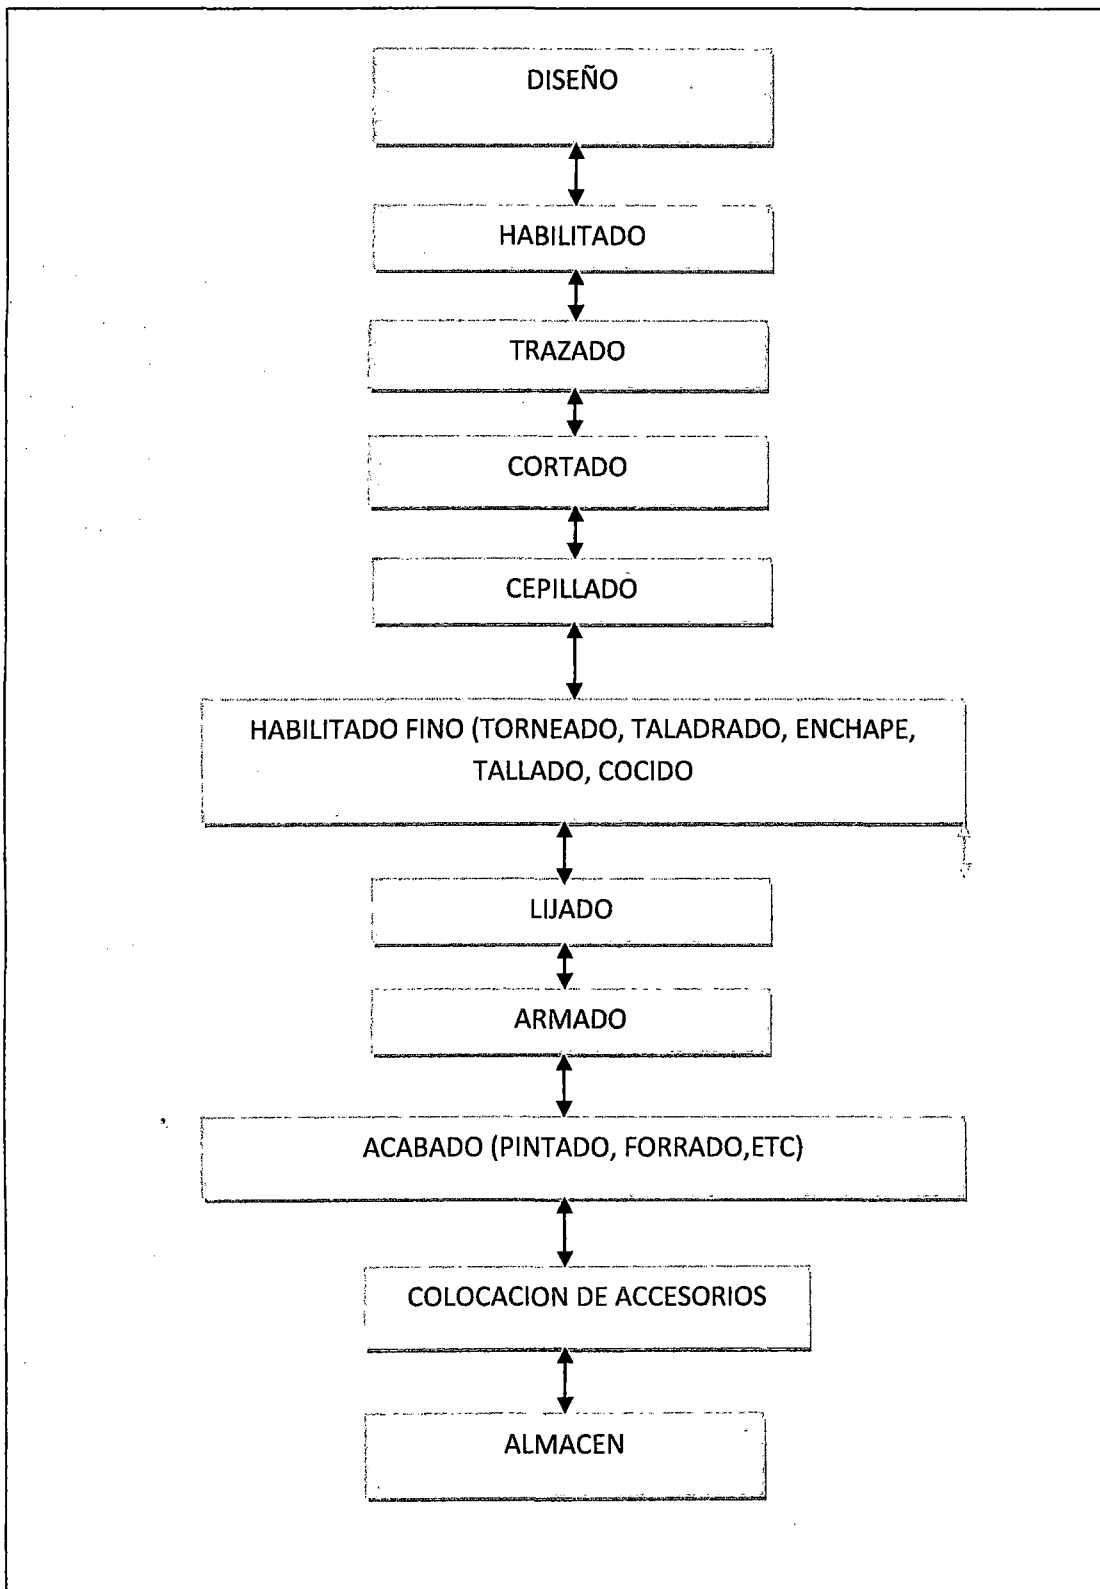 DISEÑO
HABILITADO
TRAZADO
CORTADO
CEPILLADO
HABILITADO FINO (TORNEADO, TALADRADO, ENCHAPE,
TALLADO, COCIDO
LIJADO
ARMADO
ACABADO (PINTADO, FORRADO,ETC)
COLOCACION DE ACCESORIOS
ALMACEN